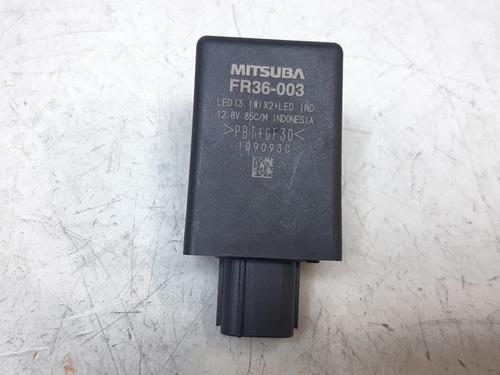 MITSUBA
FR36-003
LED(3.1W)X2+LED IND
12.8V 85C/M INDONESIA
>PBT+GF30<
109093C